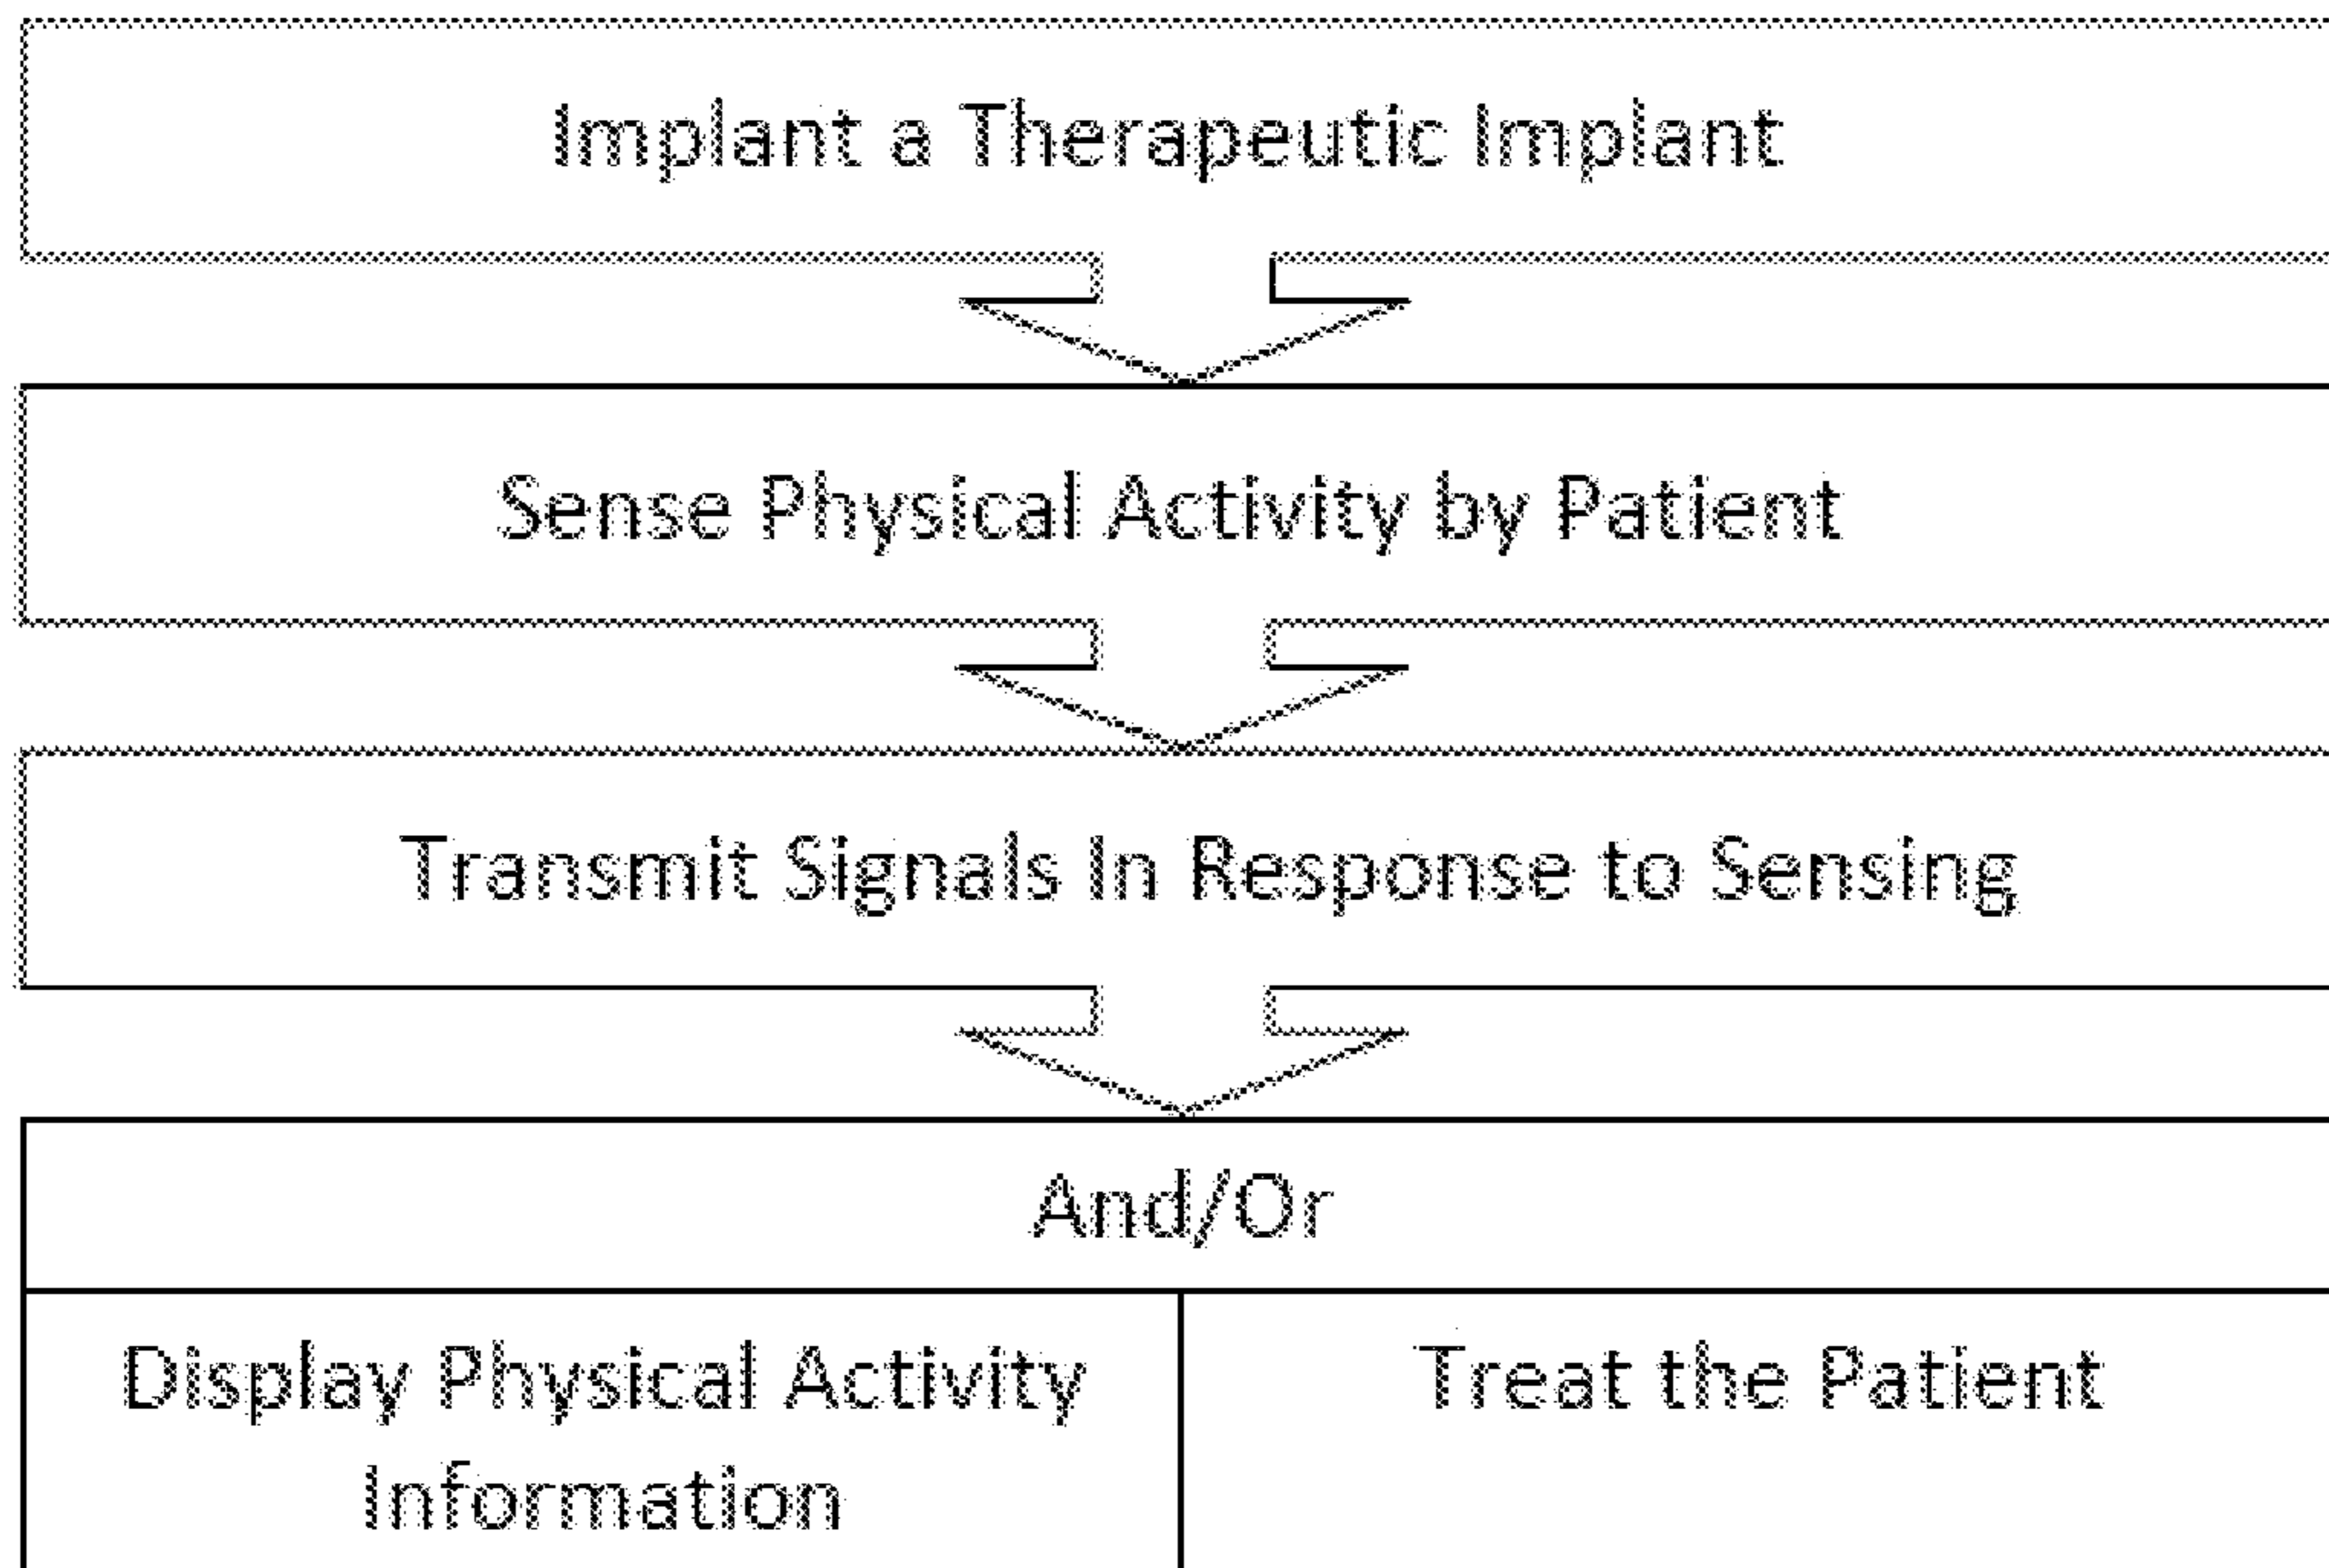 Implant a Therapeutic Implant
Sense Physical Activity by Patient
Transmit Signals In Response to Sensing
And/Or
Display Physical Activity
Information
Treat the Patient